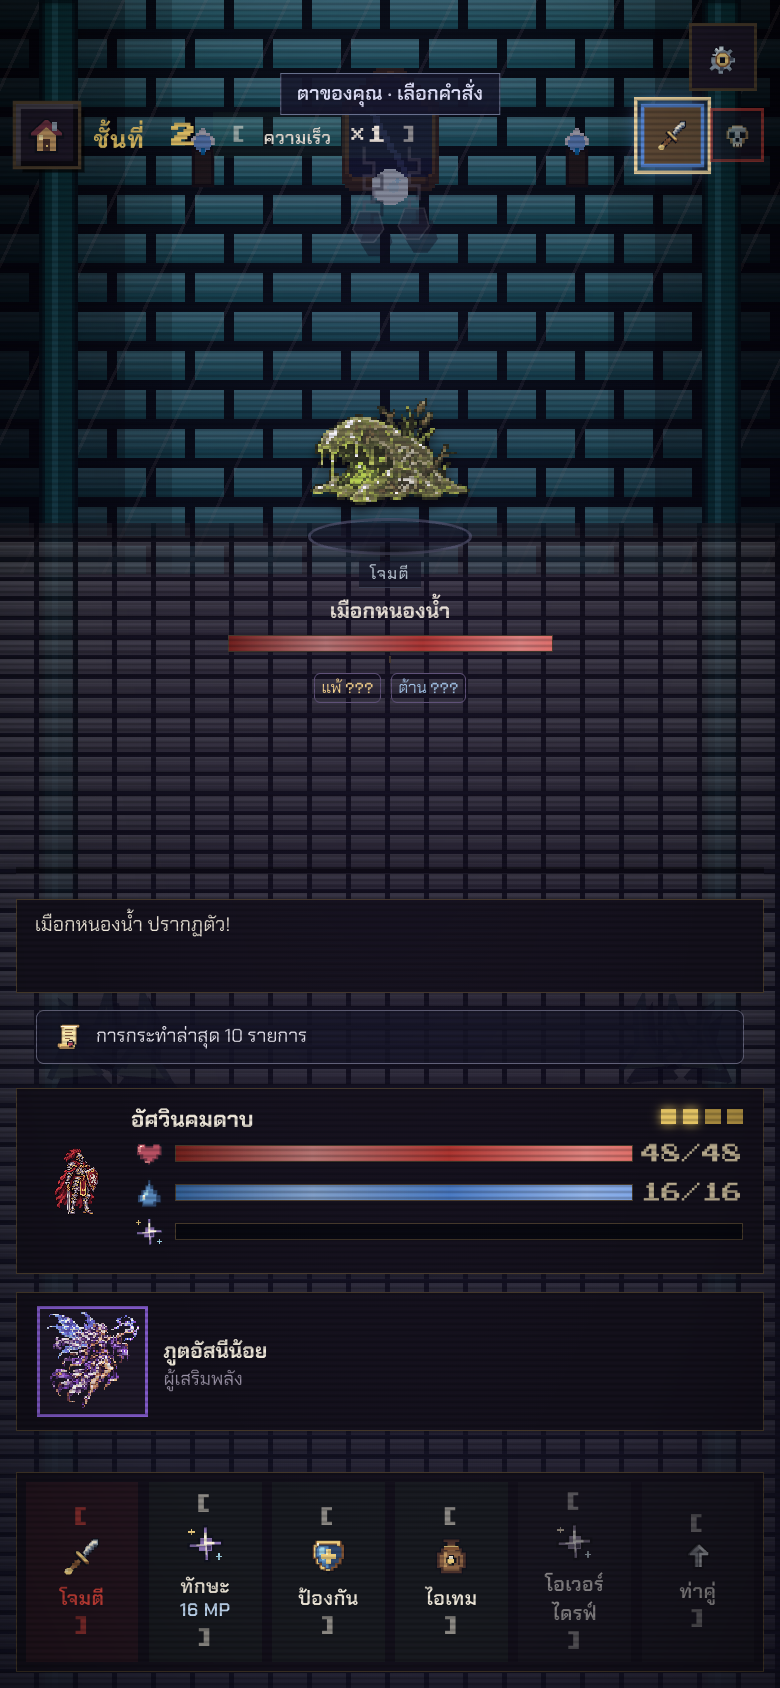 ตาของคุณ · เลือกคำสั่ง
ชั้นที่ 2 [ ความเร็ว ×1 ]
โจมตี
เมือกหนองน้ำ
แพ้ ??? ต้าน ???
เมือกหนองน้ำ ปรากฏตัว!
การกระทำล่าสุด 10 รายการ
อัศวินคมดาบ
48/48
16/16
ภูตอัสนีน้อย
ผู้เสริมพลัง
[ โจมตี ]
[ ทักษะ
16 MP ]
[ ป้องกัน ]
[ ไอเทม ]
[ โอเวอร์
ไดรฟ์ ]
[ ท่าคู่ ]